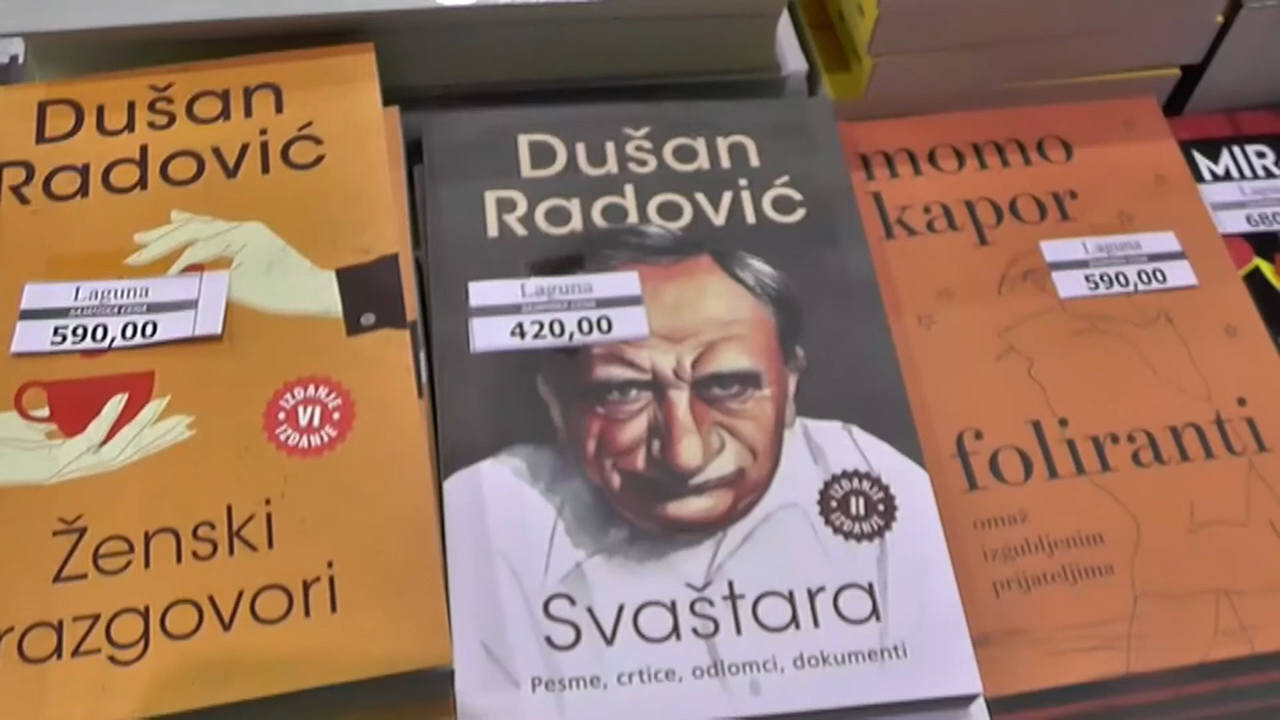 Dušan
Radović
Laguna
590,00
IZDANJE
VI
IZDANJE
Ženski
razgovori
Dušan
Radović
Laguna
420,00
IZDANJE
II
IZDANJE
Svaštara
Pesme, crtice, odlomci, dokumenti
momo
kapor
Laguna
590,00
foliranti
omaž
izgubljenim
prijateljima
MIR
680